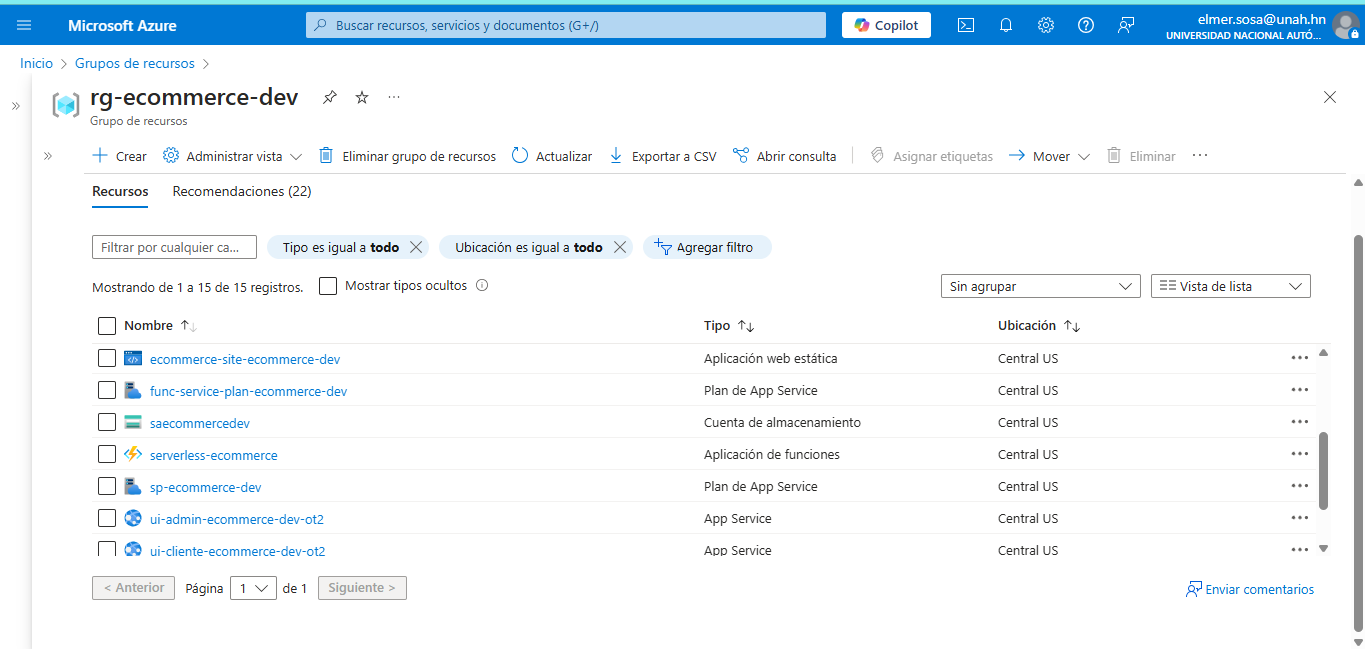 Microsoft Azure
Buscar recursos, servicios y documentos (G+/)
Copilot
elmer.sosa@unah.hn
UNIVERSIDAD NACIONAL AUTÓ...
Inicio > Grupos de recursos >
rg-ecommerce-dev
Grupo de recursos
Crear Administrar vista Eliminar grupo de recursos Actualizar Exportar a CSV Abrir consulta Asignar etiquetas Mover Eliminar
Recursos Recomendaciones (22)
Filtrar por cualquier ca... Tipo es igual a todo Ubicación es igual a todo Agregar filtro
Mostrando de 1 a 15 de 15 registros. Mostrar tipos ocultos Sin agrupar Vista de lista
Nombre Tipo Ubicación
ecommerce-site-ecommerce-dev Aplicación web estática Central US
func-service-plan-ecommerce-dev Plan de App Service Central US
saecommercedev Cuenta de almacenamiento Central US
serverless-ecommerce Aplicación de funciones Central US
sp-ecommerce-dev Plan de App Service Central US
ui-admin-ecommerce-dev-ot2 App Service Central US
ui-cliente-ecommerce-dev-ot2 App Service Central US
< Anterior Página 1 de 1 Siguiente > Enviar comentarios